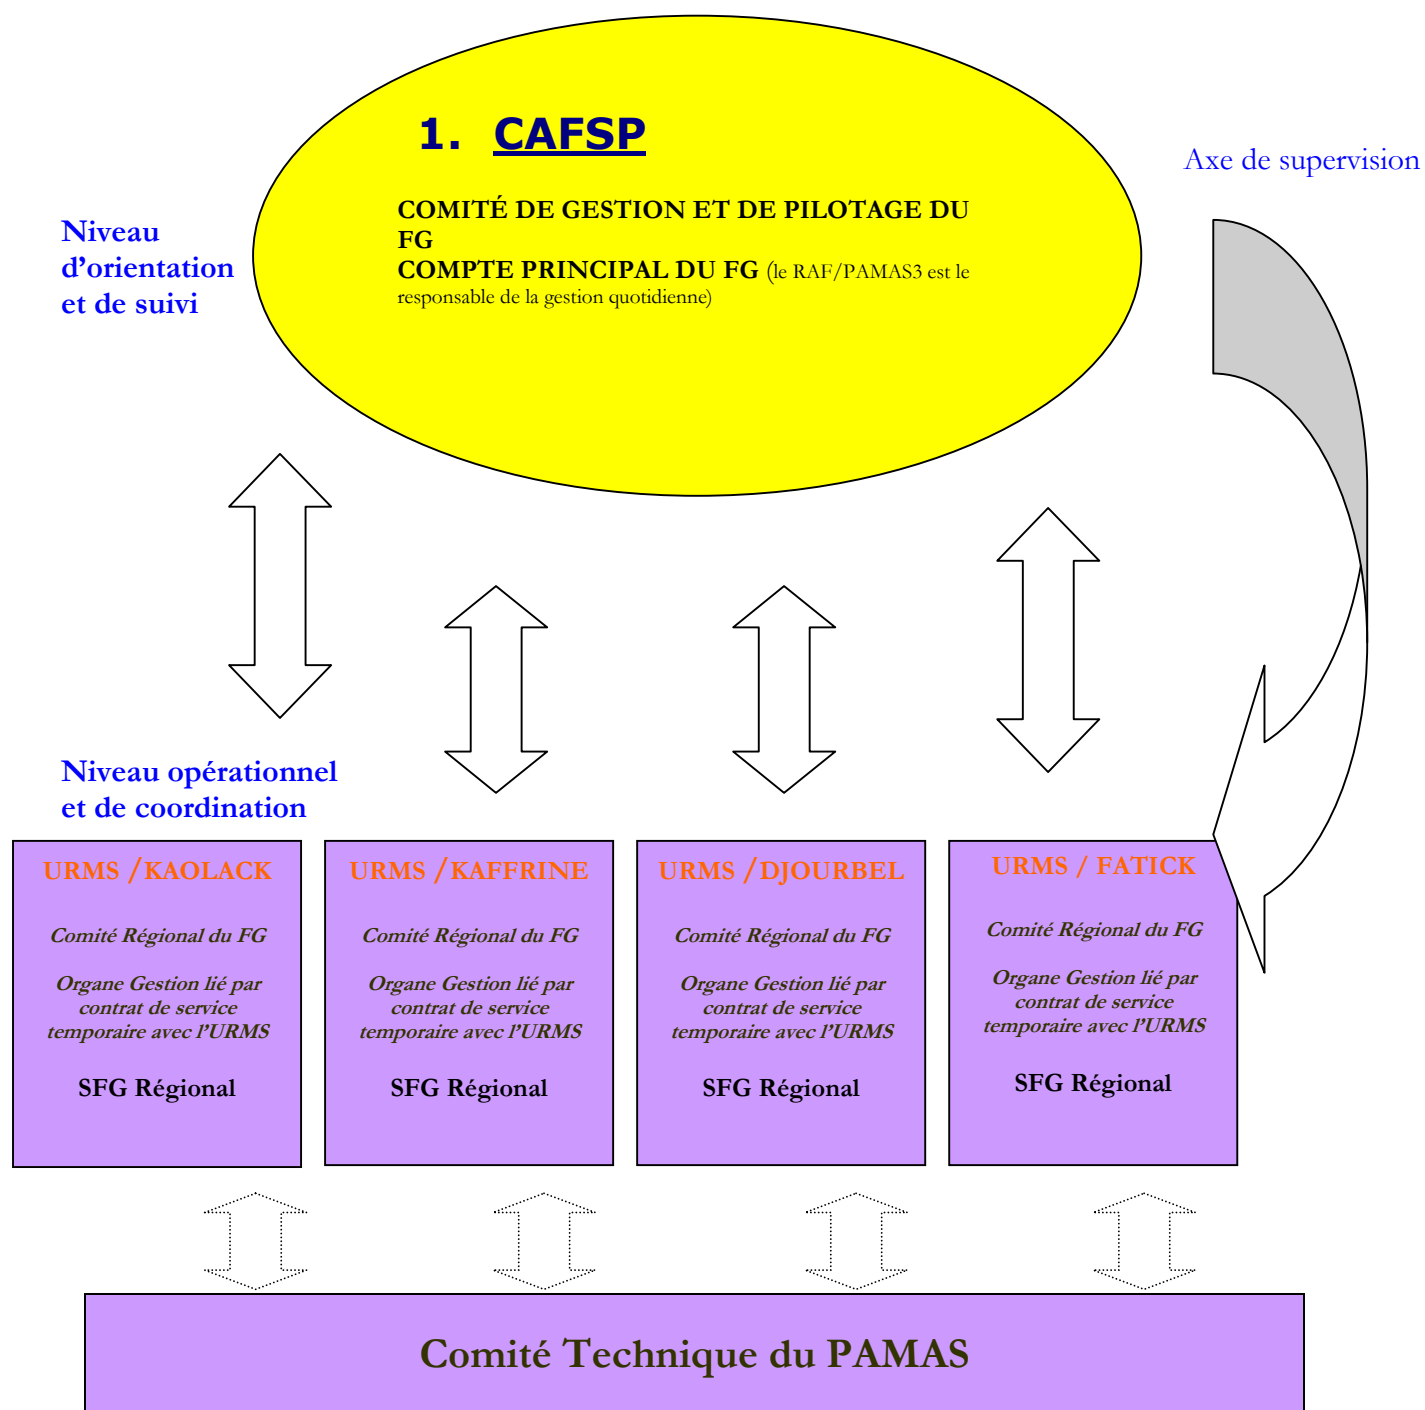 1. CAFSP
Axe de supervision
COMITÉ DE GESTION ET DE PILOTAGE DU
FG
COMPTE PRINCIPAL DU FG (le RAF/PAMAS3 est le
responsable de la gestion quotidienne)
Niveau
d’orientation
et de suivi
Niveau opérationnel
et de coordination
URMS /KAOLACK
Comité Régional du FG
Organe Gestion lié par
contrat de service
temporaire avec l’URMS
SFG Régional
URMS /KAFFRINE
Comité Régional du FG
Organe Gestion lié par
contrat de service
temporaire avec l’URMS
SFG Régional
URMS /DJOURBEL
Comité Régional du FG
Organe Gestion lié par
contrat de service
temporaire avec l’URMS
SFG Régional
URMS / FATICK
Comité Régional du FG
Organe Gestion lié par
contrat de service
temporaire avec l’URMS
SFG Régional
Comité Technique du PAMAS